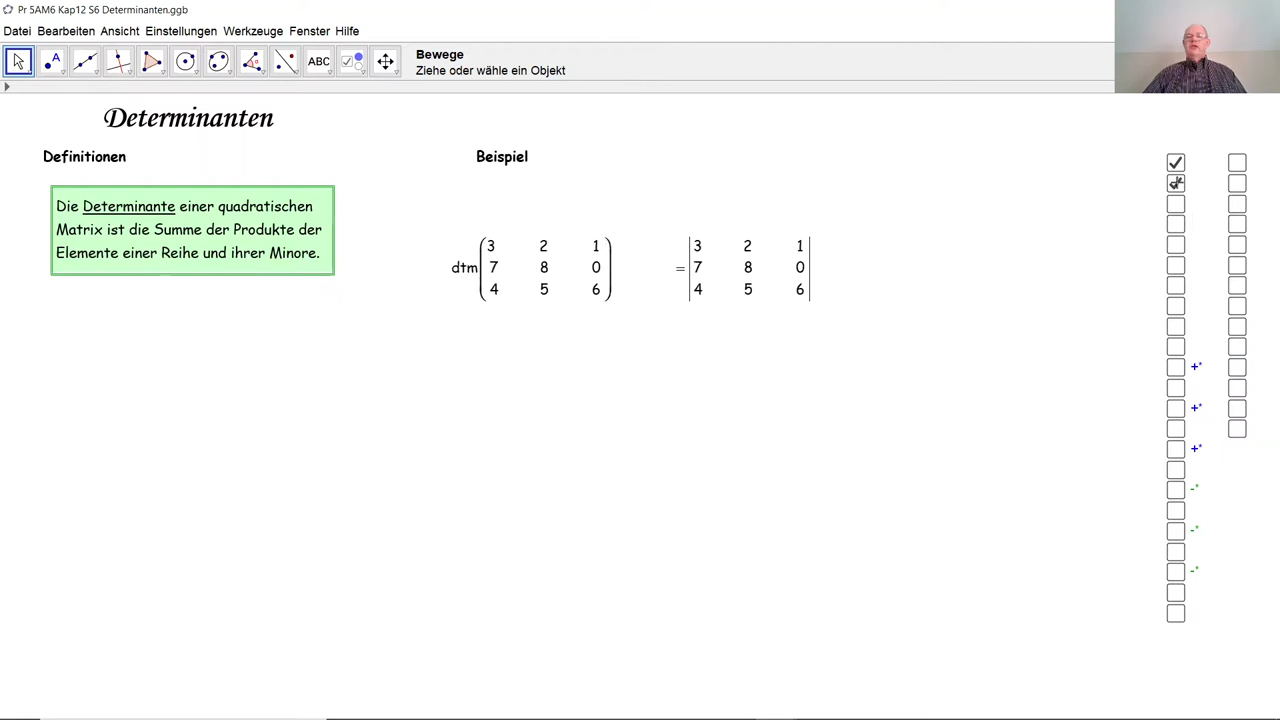 Pr 5AM6 Kap12 S6 Determinanten.ggb
Datei Bearbeiten Ansicht Einstellungen Werkzeuge Fenster Hilfe
A
ABC
Bewege
Ziehe oder wähle ein Objekt
Determinanten
Definitionen
Beispiel
Die Determinante einer quadratischen
Matrix ist die Summe der Produkte der
Elemente einer Reihe und ihrer Minore.
3 2 1 3 2 1
dtm 7 8 0 = 7 8 0
4 5 6 4 5 6
+*
+*
+*
-*
-*
-*